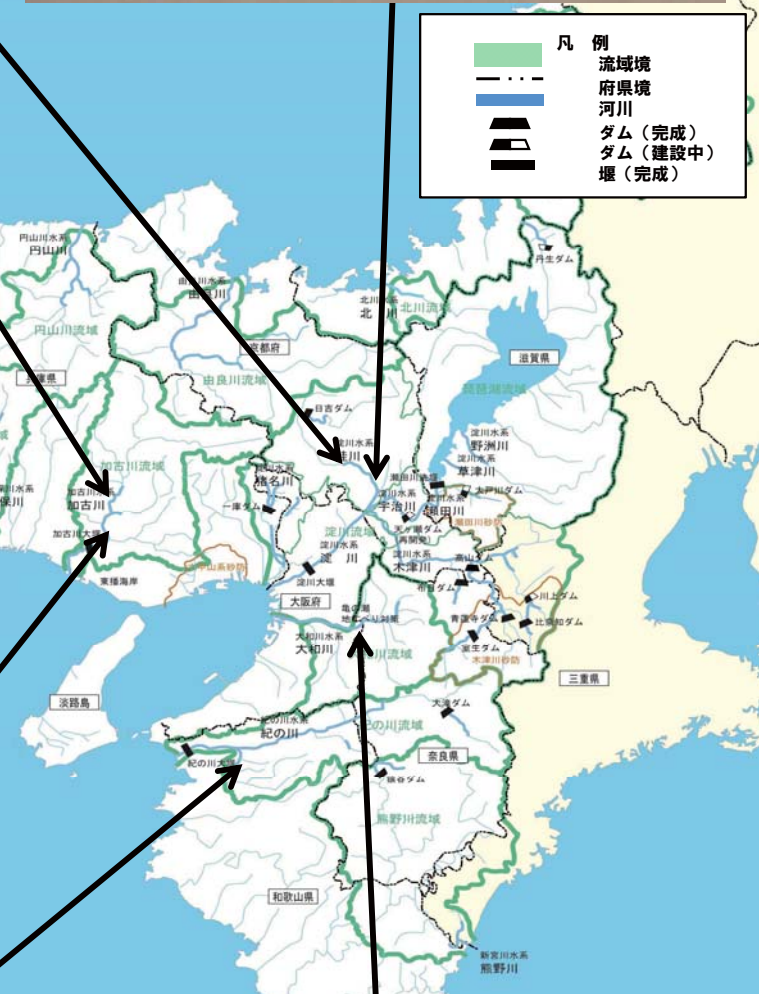 凡 例
流域境
府県境
河川
ダム（完成）
ダム（建設中）
堰（完成）
丹生ダム
円山川水系
円山川
由良川
北川水系
北 川
北川流域
円山川流域
京都府
滋賀県
兵庫県
由良川流域
琵琶湖流域
日吉ダム
淀川水系
桂川
淀川水系
野洲川
淀川水系
草津川
加古川流域
猪名川
瀬田川洗堰
大戸川ダム
加古川水系
加古川
淀川水系
宇治川
瀬田川
瀬田川砂防
保川水系
保川
一庫ダム
天ヶ瀬ダム
（再開発）
加古川大堰
淀川流域
淀川水系
淀 川
淀川水系
木津川
高山ダム
六甲山系砂防
東播海岸
淀川大堰
布目ダム
川上ダム
大阪府
亀の瀬
地すべり対策
青蓮寺ダム
比奈知ダム
大和川水系
大和川
室生ダム
木津川砂防
三重県
淡路島
大滝ダム
紀の川水系
紀の川
紀の川流域
紀の川大堰
奈良県
猿谷ダム
熊野川流域
和歌山県
新宮川水系
熊野川